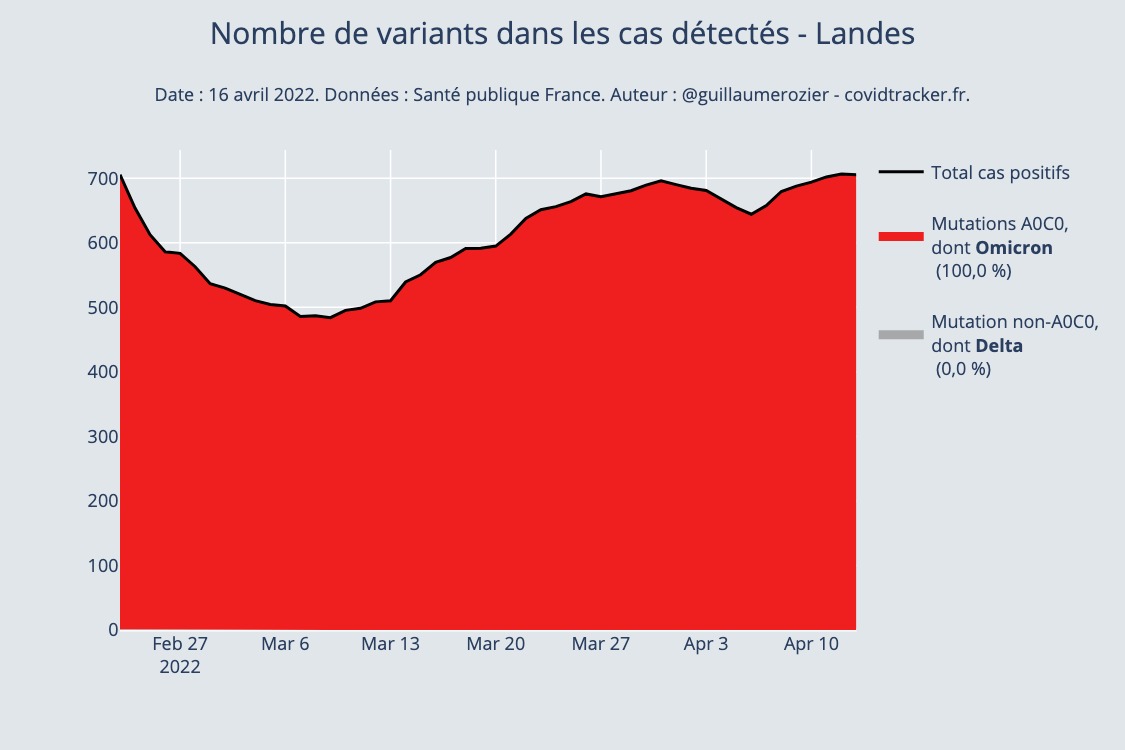 Nombre de variants dans les cas détectés - Landes
Date : 16 avril 2022. Données : Santé publique France. Auteur : @guillaumerozier - covidtracker.fr.
700
600
500
400
300
200
100
0
Feb 27
2022
Mar 6
Mar 13
Mar 20
Mar 27
Apr 3
Apr 10
Total cas positifs
Mutations A0C0,
dont Omicron
(100,0 %)
Mutation non-A0C0,
dont Delta
(0,0 %)